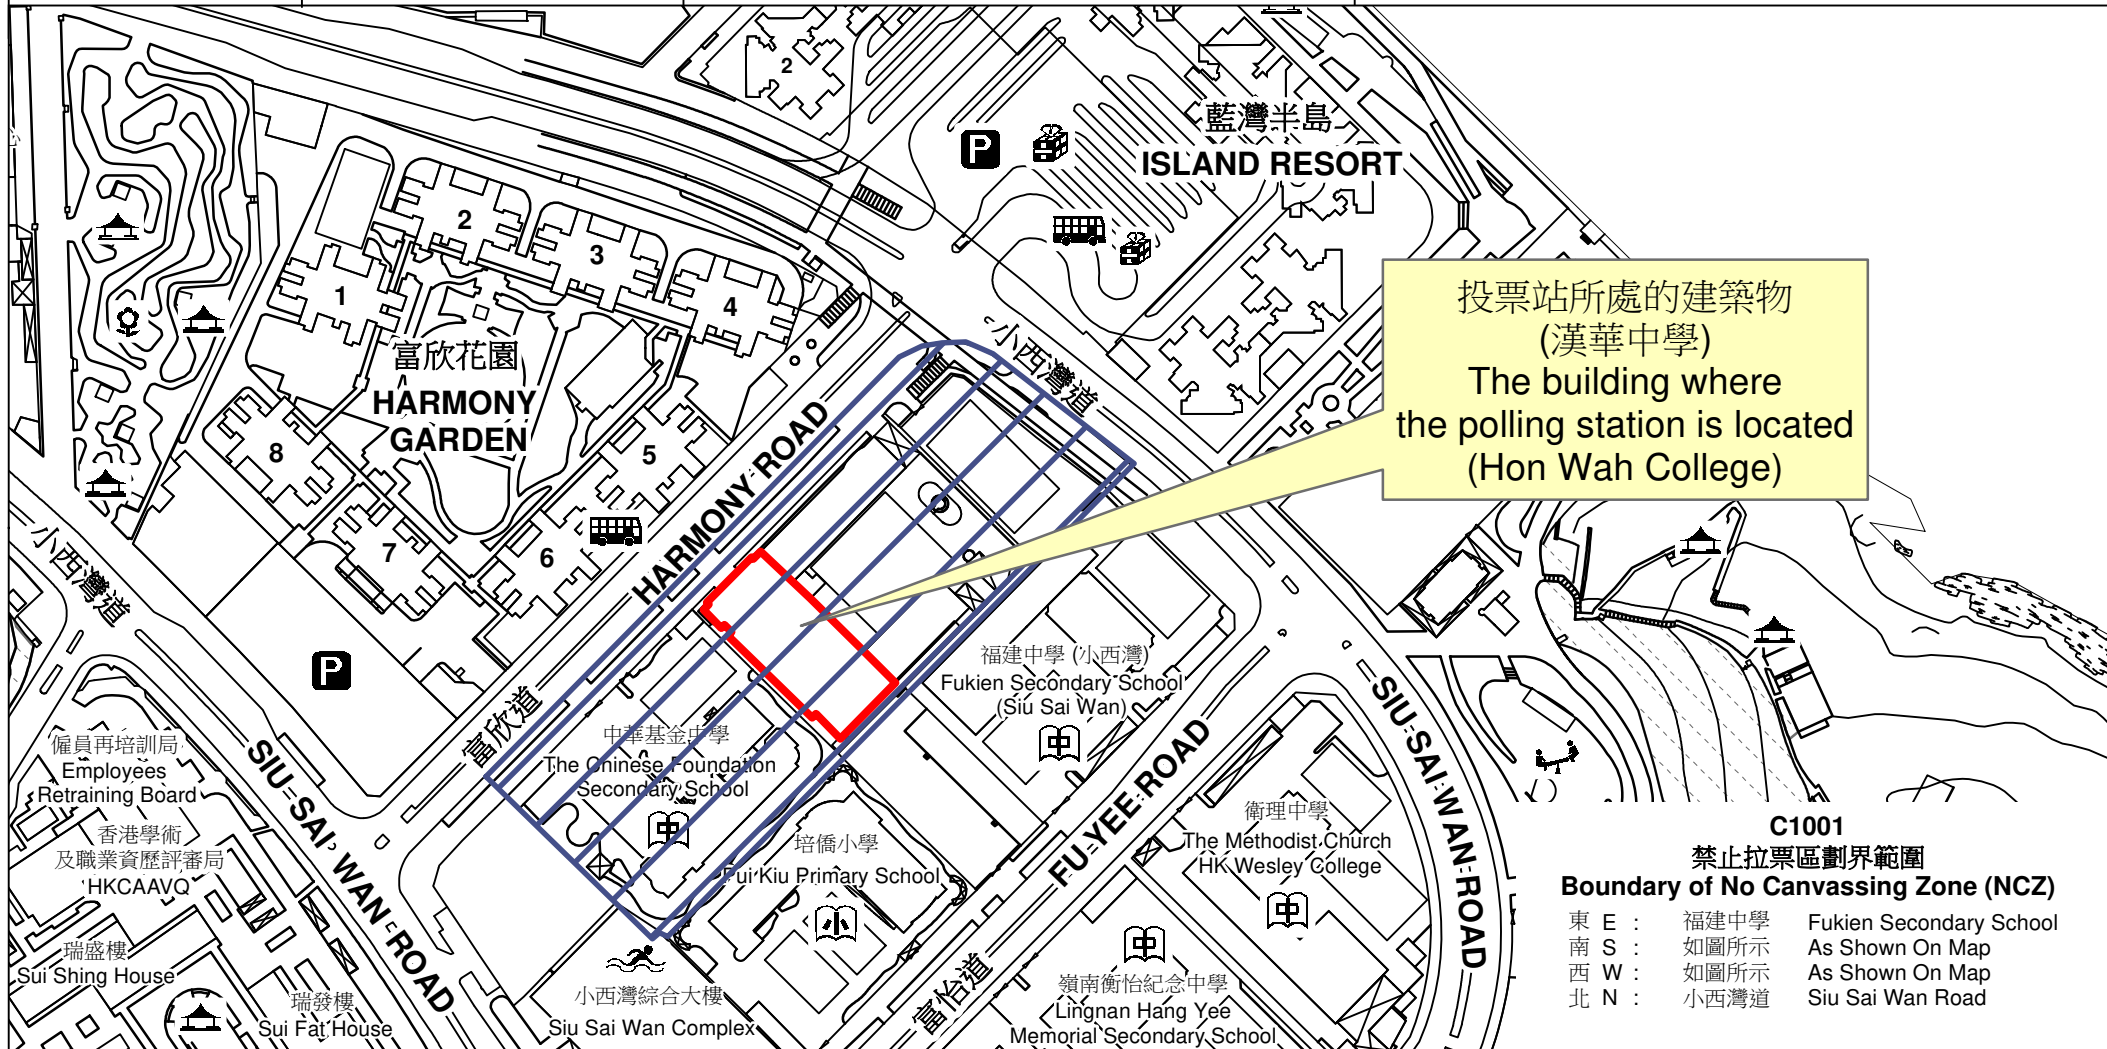 2
藍灣半島
ISLAND RESORT
P
2
3
4
1
富欣花園
HARMONY
GARDEN
8
5
7
6
HARMONY ROAD
富欣道
小西灣道
小西灣道
投票站所處的建築物
(漢華中學)
The building where
the polling station is located
(Hon Wah College)
P
福建中學 (小西灣)
Fukien Secondary School
(Siu Sai Wan)
中
中華基金中學
The Chinese Foundation
Secondary School
中
培僑小學
Pui Kiu Primary School
小
FU YEE ROAD
富怡道
SIU SAI WAN ROAD
SIU SAI WAN ROAD
衛理中學
The Methodist Church
HK Wesley College
中
僱員再培訓局
Employees
Retraining Board
香港學術
及職業資歷評審局
HKCAAVQ
瑞盛樓
Sui Shing House
瑞發樓
Sui Fat House
小西灣綜合大樓
Siu Sai Wan Complex
中
嶺南衡怡紀念中學
Lingnan Hang Yee
Memorial Secondary School
C1001
禁止拉票區劃界範圍
Boundary of No Canvassing Zone (NCZ)
東 E : 福建中學 Fukien Secondary School
南 S : 如圖所示 As Shown On Map
西 W : 如圖所示 As Shown On Map
北 N : 小西灣道 Siu Sai Wan Road